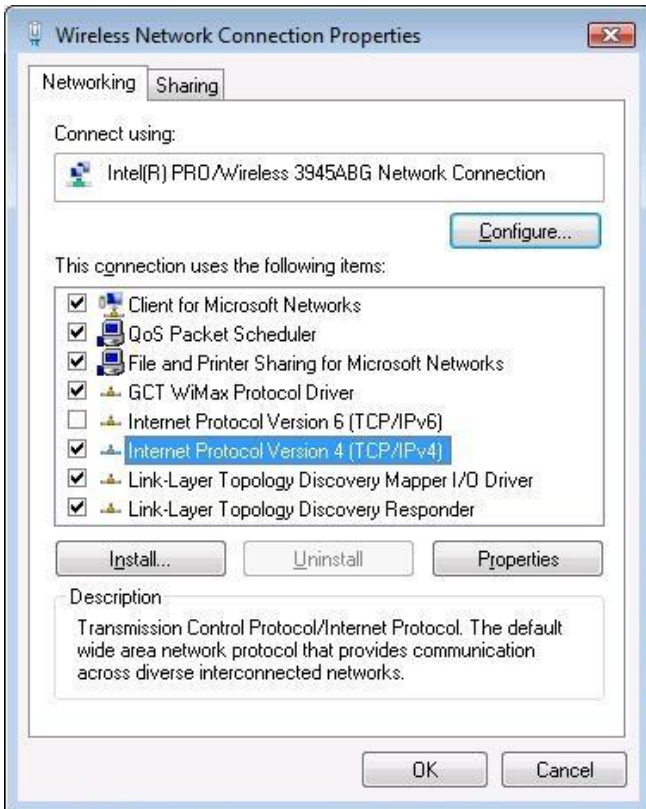 Wireless Network Connection Properties
Networking
Sharing
Connect using:
Intel(R) PRO/Wireless 3945ABG Network Connection
Configure...
This connection uses the following items:
Client for Microsoft Networks
QoS Packet Scheduler
File and Printer Sharing for Microsoft Networks
GCT WiMax Protocol Driver
Internet Protocol Version 6 (TCP/IPv6)
Internet Protocol Version 4 (TCP/IPv4)
Link-Layer Topology Discovery Mapper I/O Driver
Link-Layer Topology Discovery Responder
Install...
Uninstall
Properties
Description
Transmission Control Protocol/Internet Protocol. The default
wide area network protocol that provides communication
across diverse interconnected networks.
OK
Cancel